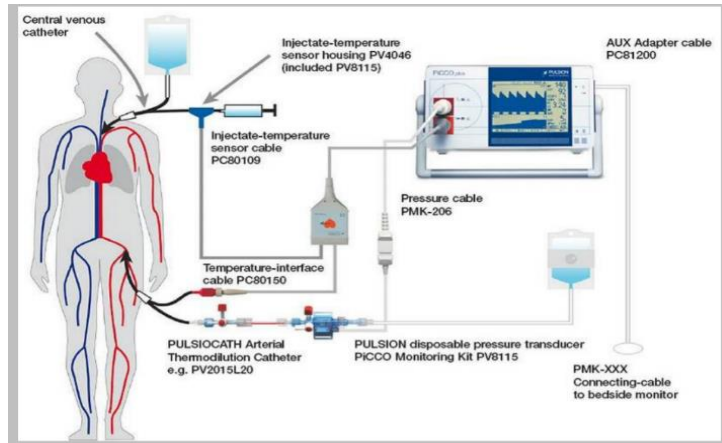 Central venous
catheter
Injectate-temperature
sensor housing PV4046
(included PV8115)
AUX Adapter cable
PC81200
PiCCO plus
PULSION
Injectate-temperature
sensor cable
PC80109
Pressure cable
PMK-206
Temperature-interface
cable PC80150
PULSIOCATH Arterial
Thermodilution Catheter
e.g. PV2015L20
PULSION disposable pressure transducer
PiCCO Monitoring Kit PV8115
PMK-XXX
Connecting-cable
to bedside monitor